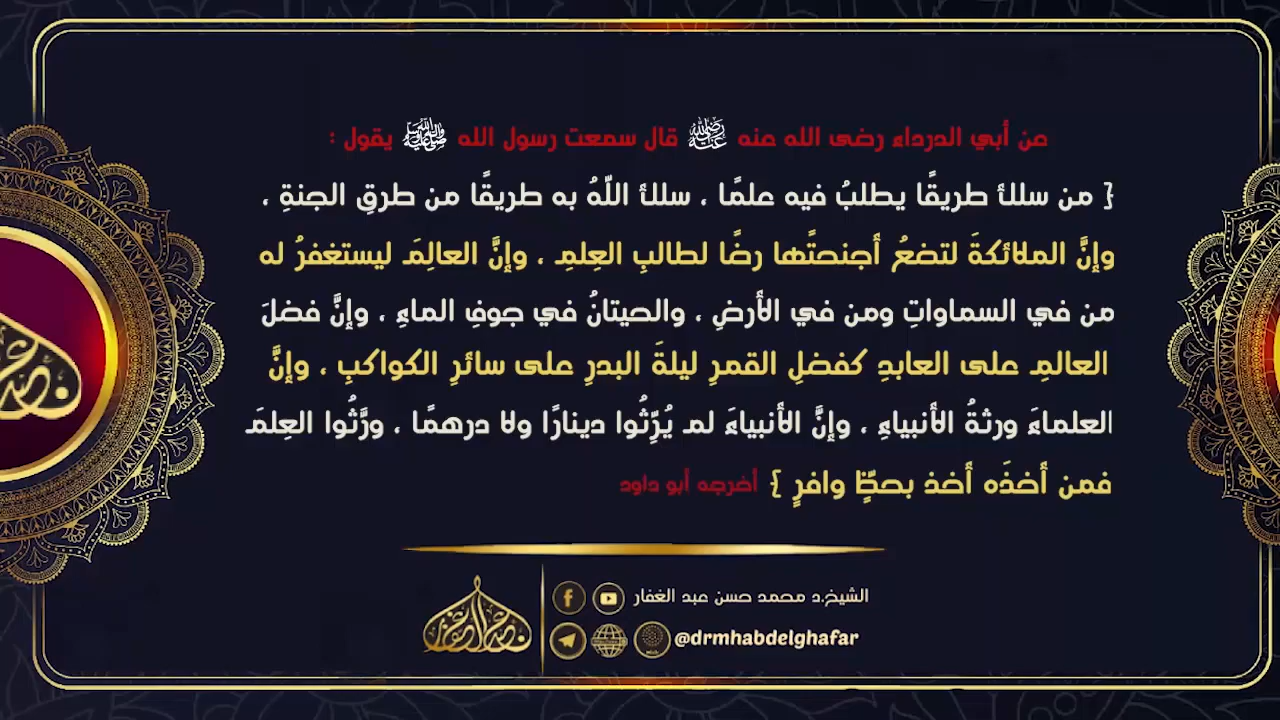 عن أبي الدرداء رضى الله عنه ﵁ قال سمعت رسول الله ﷺ يقول :
{ من سلك طريقًا يطلبُ فيه علمًا ، سلك اللّهُ به طريقًا من طرقِ الجنةِ ،
وإنَّ الملائكةَ لتضعُ أجنحتَها رضًا لطالبِ العِلمِ ، وإنَّ العالِمَ ليستغفرُ له
من في السماواتِ ومن في الأرضِ ، والحيتانُ في جوفِ الماءِ ، وإنَّ فضلَ
العالمِ على العابدِ كفضلِ القمرِ ليلةَ البدرِ على سائرِ الكواكبِ ، وإنَّ
العلماءَ ورثةُ الأنبياءِ ، وإنَّ الأنبياءَ لم يُرِّثُوا دينارًا ولا درهمًا ، ورَّثُوا العِلمَ
فمن أخذَه أخذ بحظٍّ وافرٍ } أخرجه أبو داود
الشيخ.د محمد حسن عبد الغفار
@drmhabdelghafar